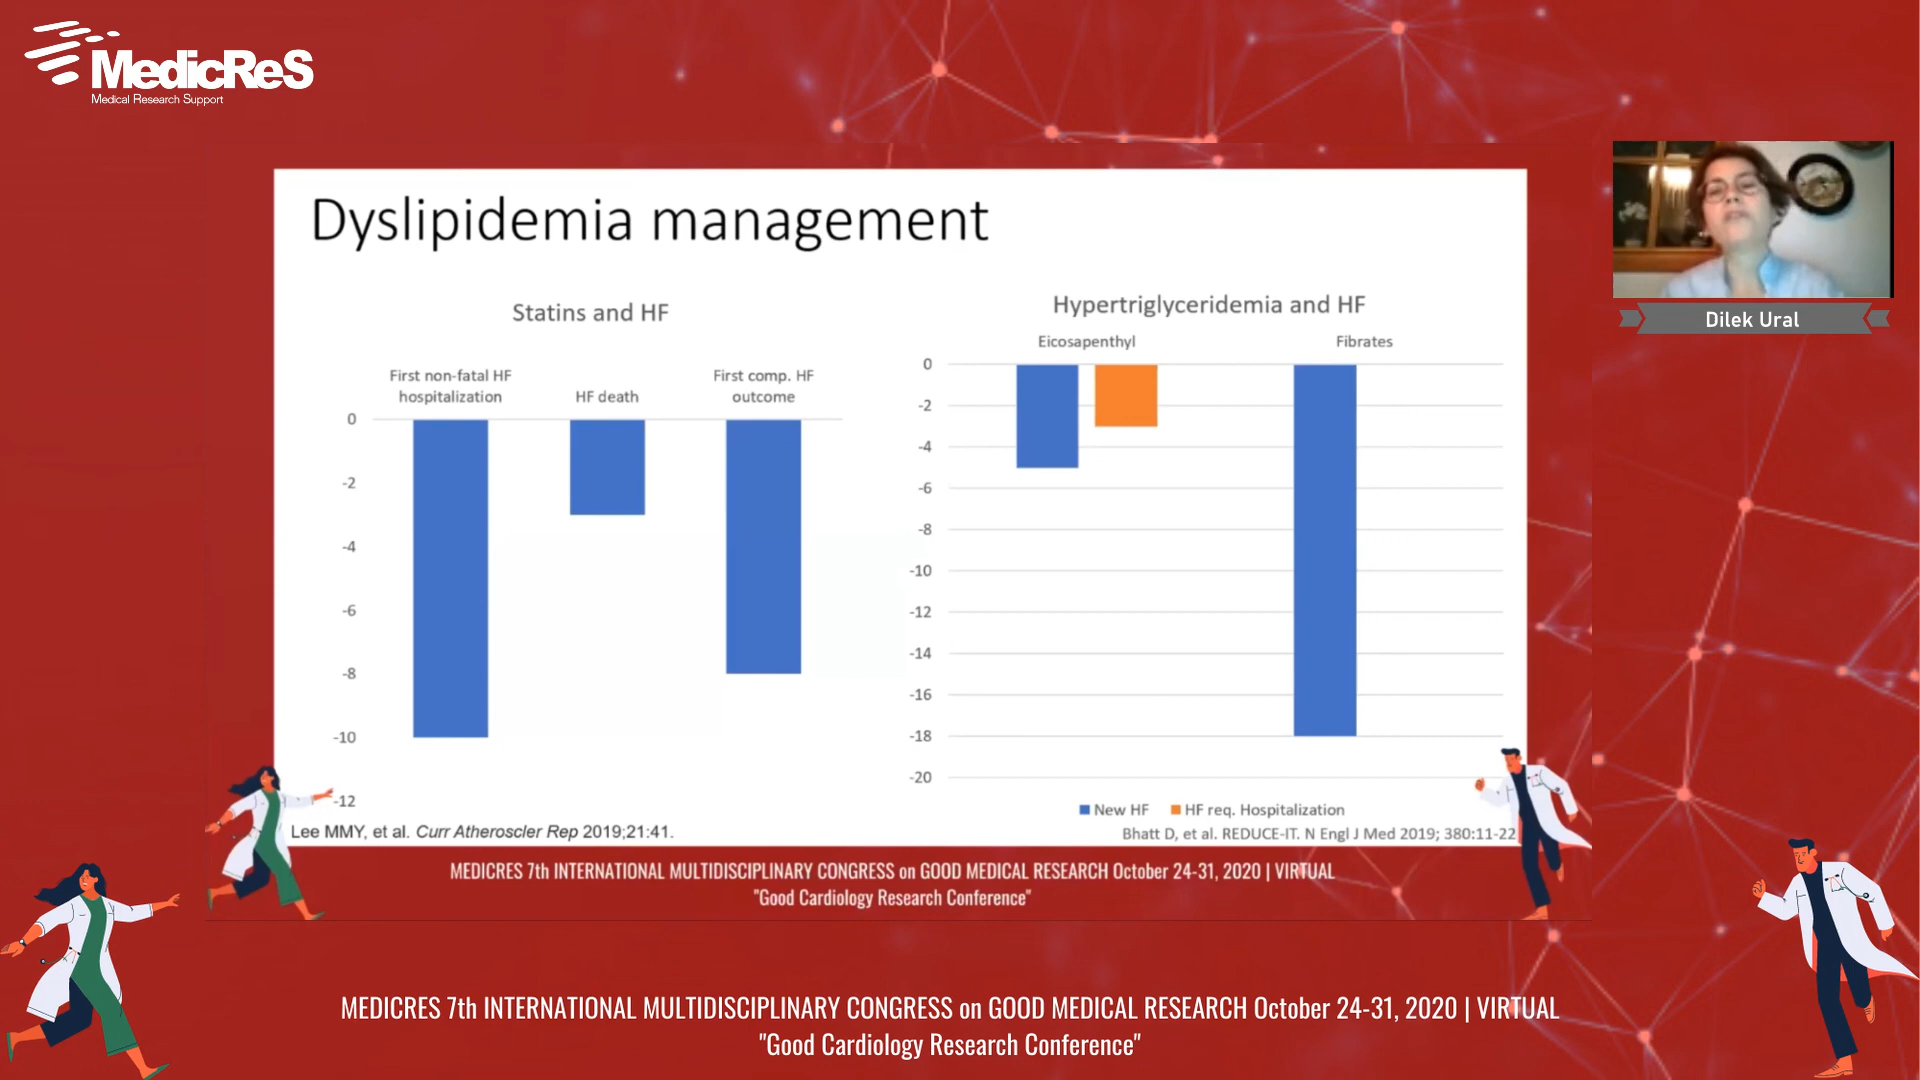 MedicReS
Medical Research Support
Dyslipidemia management
Statins and HF
First non-fatal HF
hospitalization
HF death
First comp. HF
outcome
0
-2
-4
-6
-8
-10
-12
Lee MMY, et al. Curr Atheroscler Rep 2019;21:41.
Hypertriglyceridemia and HF
Eicosapenthyl
Fibrates
0
-2
-4
-6
-8
-10
-12
-14
-16
-18
-20
New HF
HF req. Hospitalization
Bhatt D, et al. REDUCE-IT. N Engl J Med 2019; 380:11-22
MEDICRES 7th INTERNATIONAL MULTIDISCIPLINARY CONGRESS on GOOD MEDICAL RESEARCH October 24-31, 2020 | VIRTUAL
"Good Cardiology Research Conference"
Dilek Ural
MEDICRES 7th INTERNATIONAL MULTIDISCIPLINARY CONGRESS on GOOD MEDICAL RESEARCH October 24-31, 2020 | VIRTUAL
"Good Cardiology Research Conference"